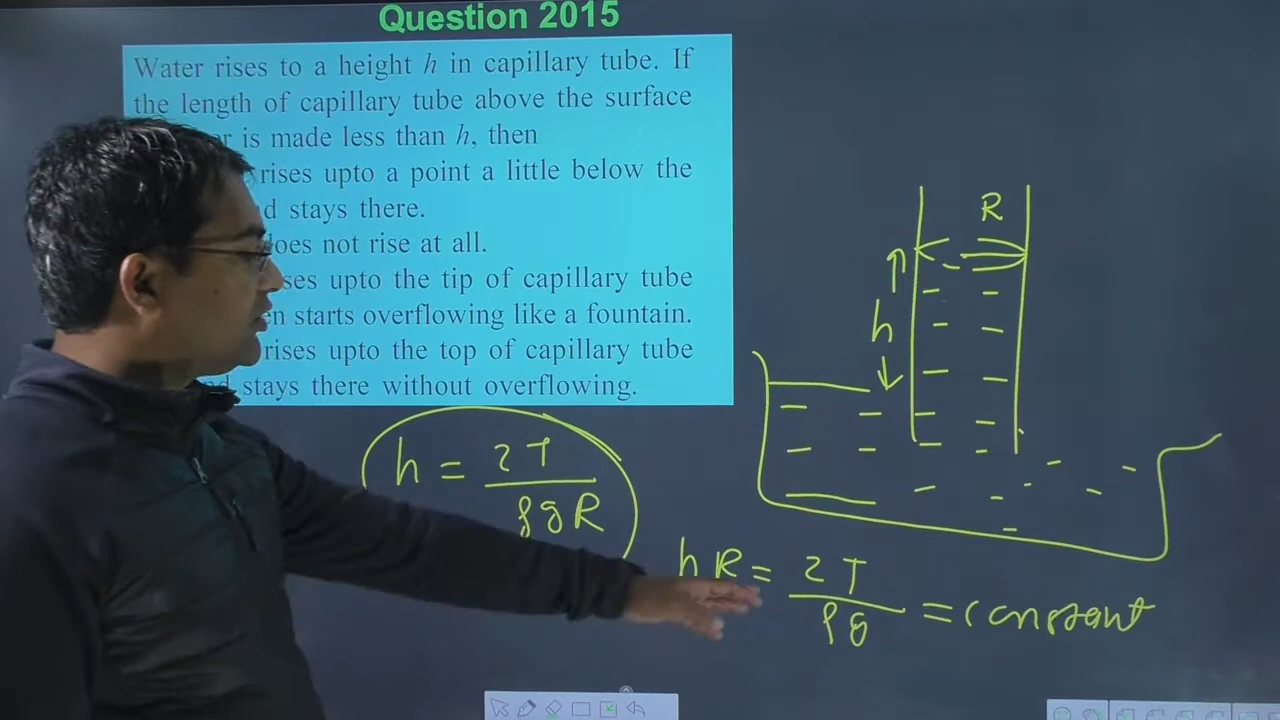 Question 2015
Water rises to a height h in capillary tube. If
the length of capillary tube above the surface
is made less than h, then
rises upto a point a little below the
stays there.
does not rise at all.
upto the tip of capillary tube
starts overflowing like a fountain.
rises upto the top of capillary tube
stays there without overflowing.
R
h
h = 2T
ρgR
hR = 2T
ρg = constant